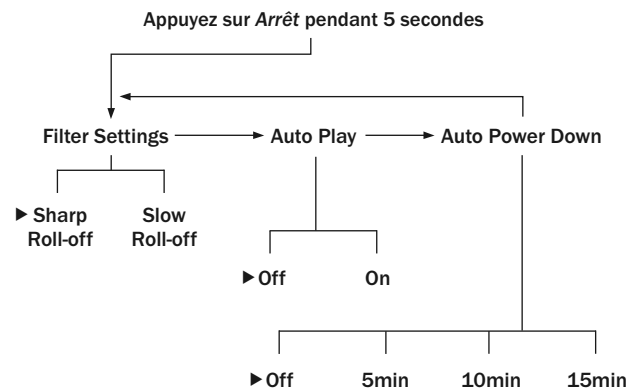 Appuyez sur Arrêt pendant 5 secondes
Filter Settings Auto Play Auto Power Down
▶ Sharp Roll-off Slow Roll-off
▶ Off On
▶ Off 5min 10min 15min